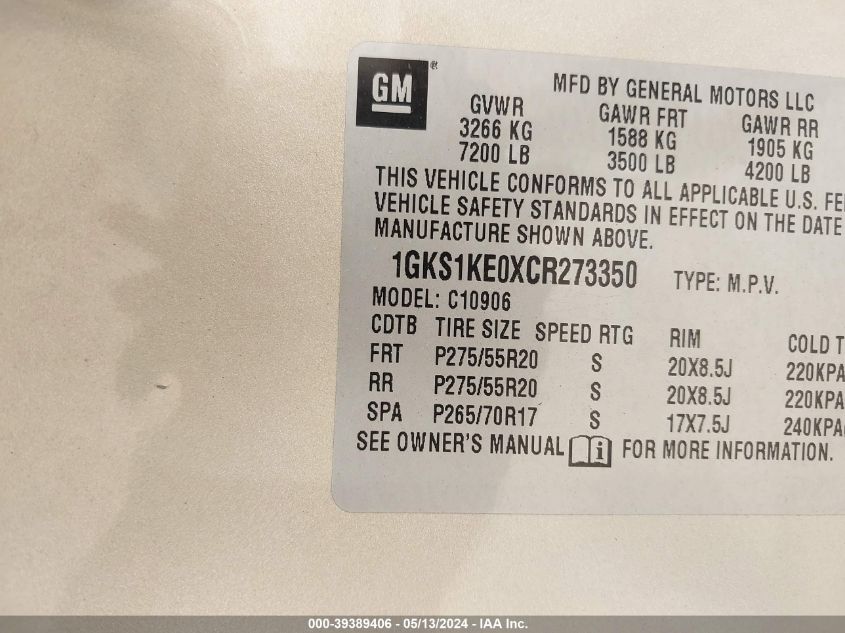 GM®
MFD BY GENERAL MOTORS LLC
GVWR GAWR FRT GAWR RR
3266 KG 1588 KG 1905 KG
7200 LB 3500 LB 4200 LB
THIS VEHICLE CONFORMS TO ALL APPLICABLE U.S. FE
VEHICLE SAFETY STANDARDS IN EFFECT ON THE DATE
MANUFACTURE SHOWN ABOVE.
1GKS1KE0XCR273350 TYPE: M.P.V.
MODEL: C10906
CDTB TIRE SIZE SPEED RTG RIM COLD T
FRT P275/55R20 S 20X8.5J 220KPA
RR P275/55R20 S 20X8.5J 220KPA
SPA P265/70R17 S 17X7.5J 240KPA
SEE OWNER'S MANUAL i FOR MORE INFORMATION.
000-39389406 - 05/13/2024 - IAA Inc.